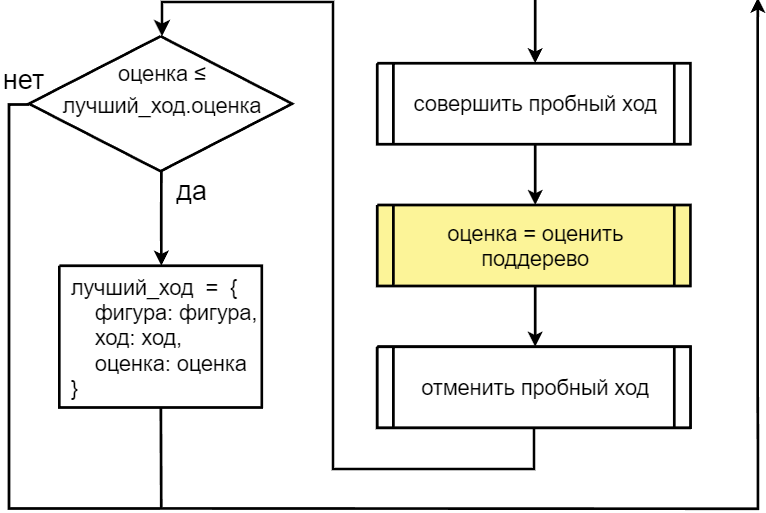 совершить пробный ход
оценка = оценить
поддерево
отменить пробный ход
оценка ≤
лучший_ход.оценка
нет
да
лучший_ход = {
фигура: фигура,
ход: ход,
оценка: оценка
}